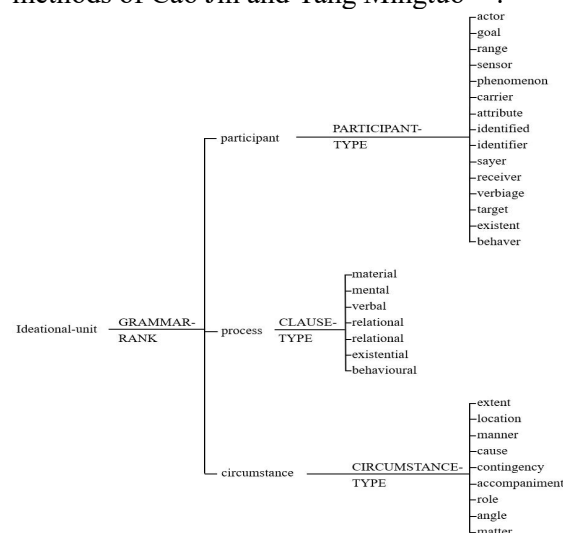 methods of Cao Jin and Yang Mingtuo
actor
goal
range
sensor
phenomenon
carrier
attribute
identified
identifier
sayer
receiver
verbiage
target
existent
behaver
participant
PARTICIPANT-
TYPE
material
mental
verbal
relational
relational
existential
behavioural
Ideational-unit
GRAMMAR-
RANK
process
CLAUSE-
TYPE
extent
location
manner
cause
contingency
accompaniment
role
angle
matter
circumstance
CIRCUMSTANCE-
TYPE